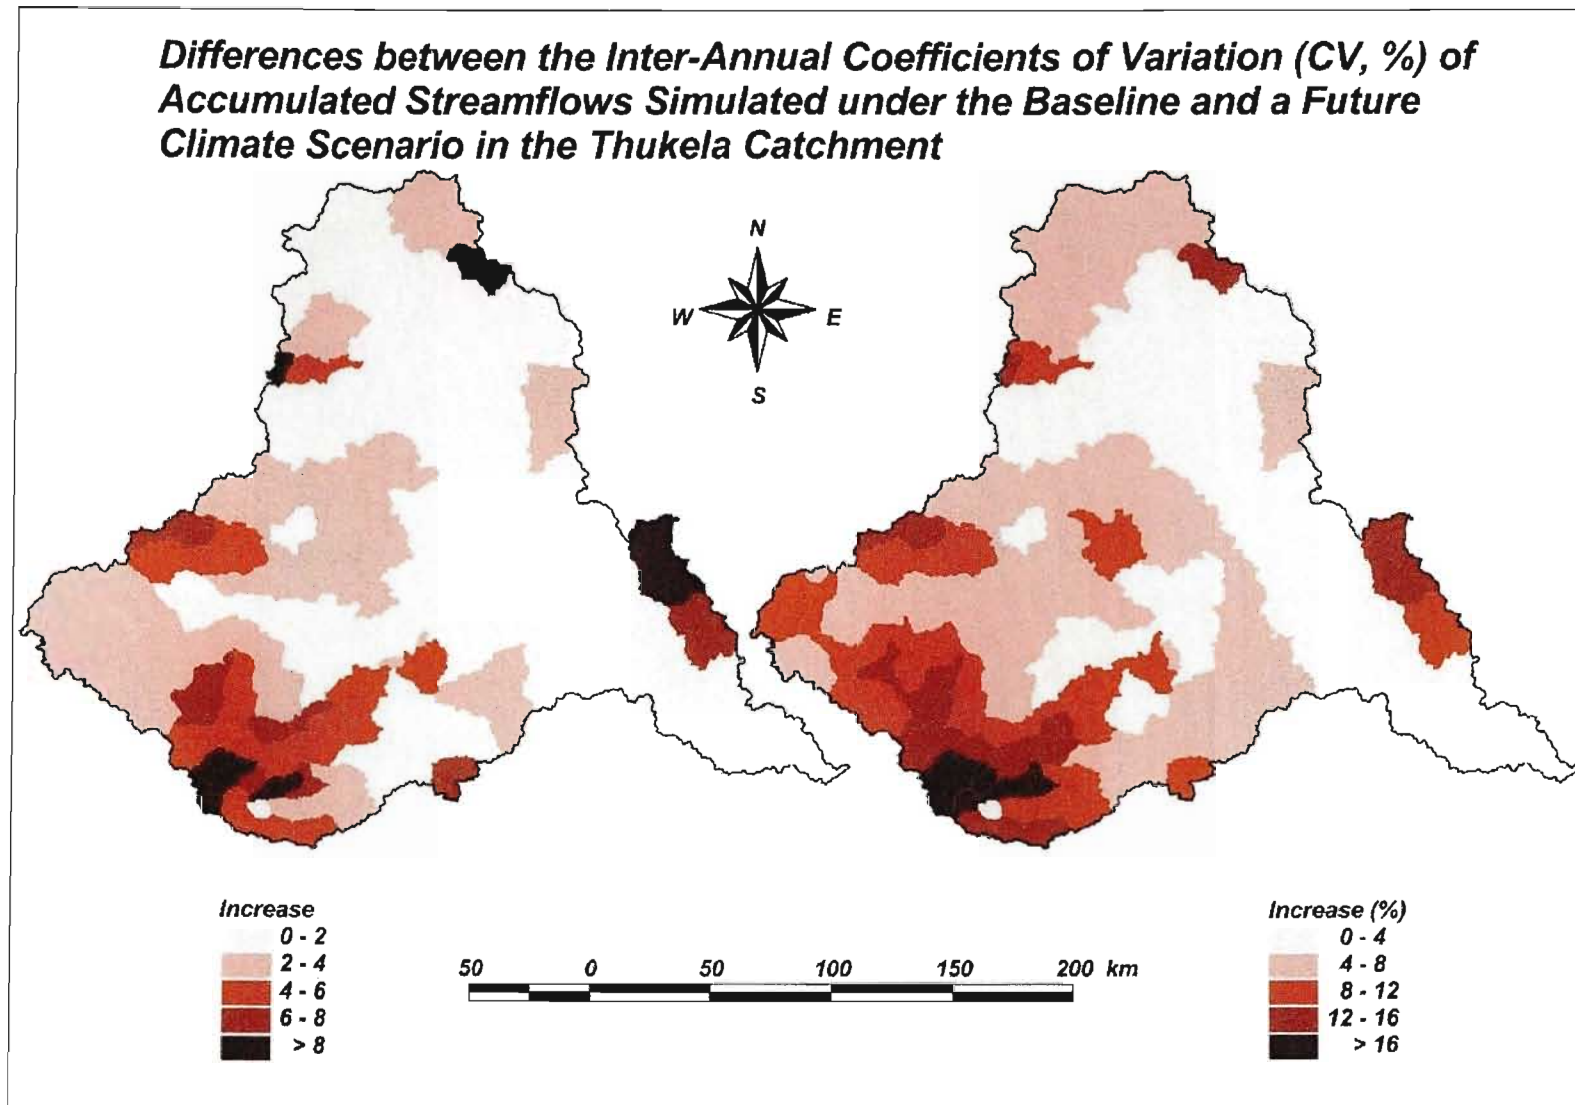 Differences between the Inter-Annual Coefficients of Variation (CV, %) of
Accumulated Streamflows Simulated under the Baseline and a Future
Climate Scenario in the Thukela Catchment
N
W E
S
Increase
0 - 2
2 - 4
4 - 6
6 - 8
> 8
50 0 50 100 150 200 km
Increase (%)
0 - 4
4 - 8
8 - 12
12 - 16
> 16